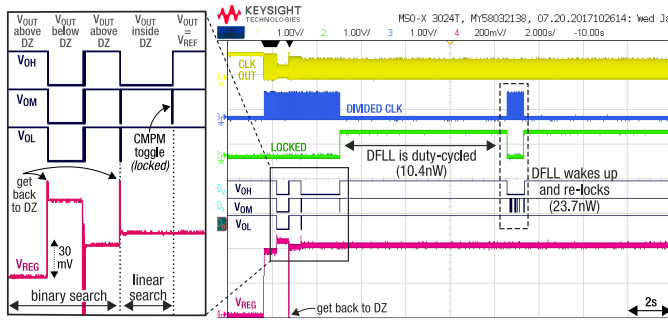 VOUT above DZ
VOUT below DZ
VOUT above DZ
VOUT inside DZ
VOUT = VREF
VOH
VOM
VOL
CMPM toggle (locked)
get back to DZ
30 mV
VREG
binary search
linear search
KEYSIGHT
TECHNOLOGIES
MSO-X 3024T, MY58032138, 07.20.2017102614: Wed Ja
1.00V/ 2 1.00V/ 3 1.00V/ 4 200mV/ 2.000s/ -10.00s
CLK OUT
DIVIDED CLK
LOCKED
DFLL is duty-cycled
(10.4nW)
DFLL wakes up
and re-locks
(23.7nW)
VOH
VOM
VOL
VREG
get back to DZ
2s